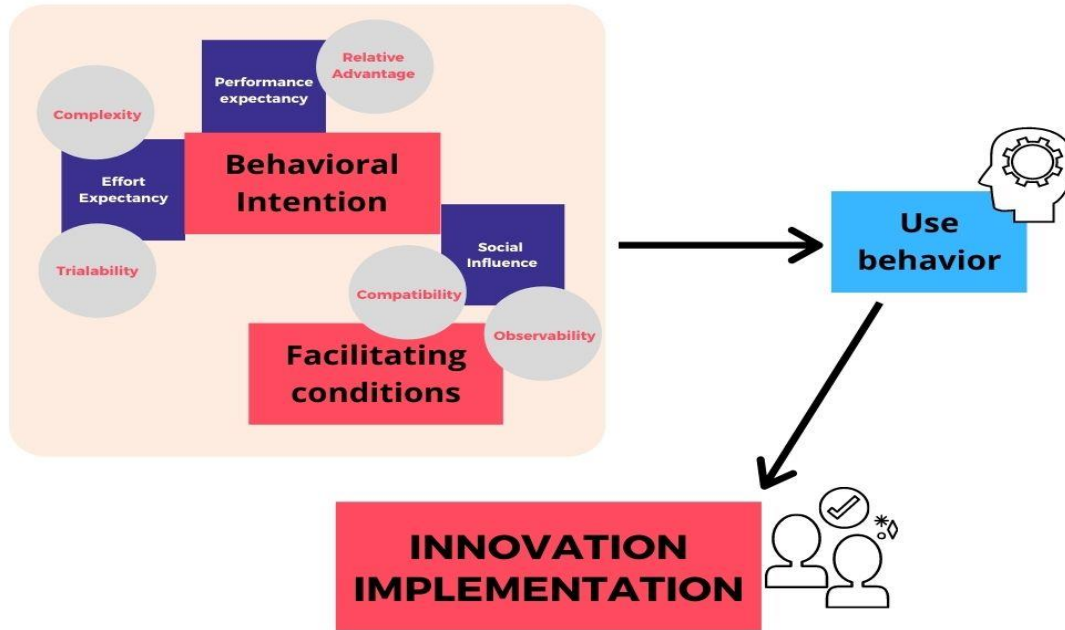 Relative
Advantage
Performance
expectancy
Complexity
Behavioral
Intention
Effort
Expectancy
Social
Influence
Trialability
Compatibility
Observability
Facilitating
conditions
Use
behavior
INNOVATION
IMPLEMENTATION